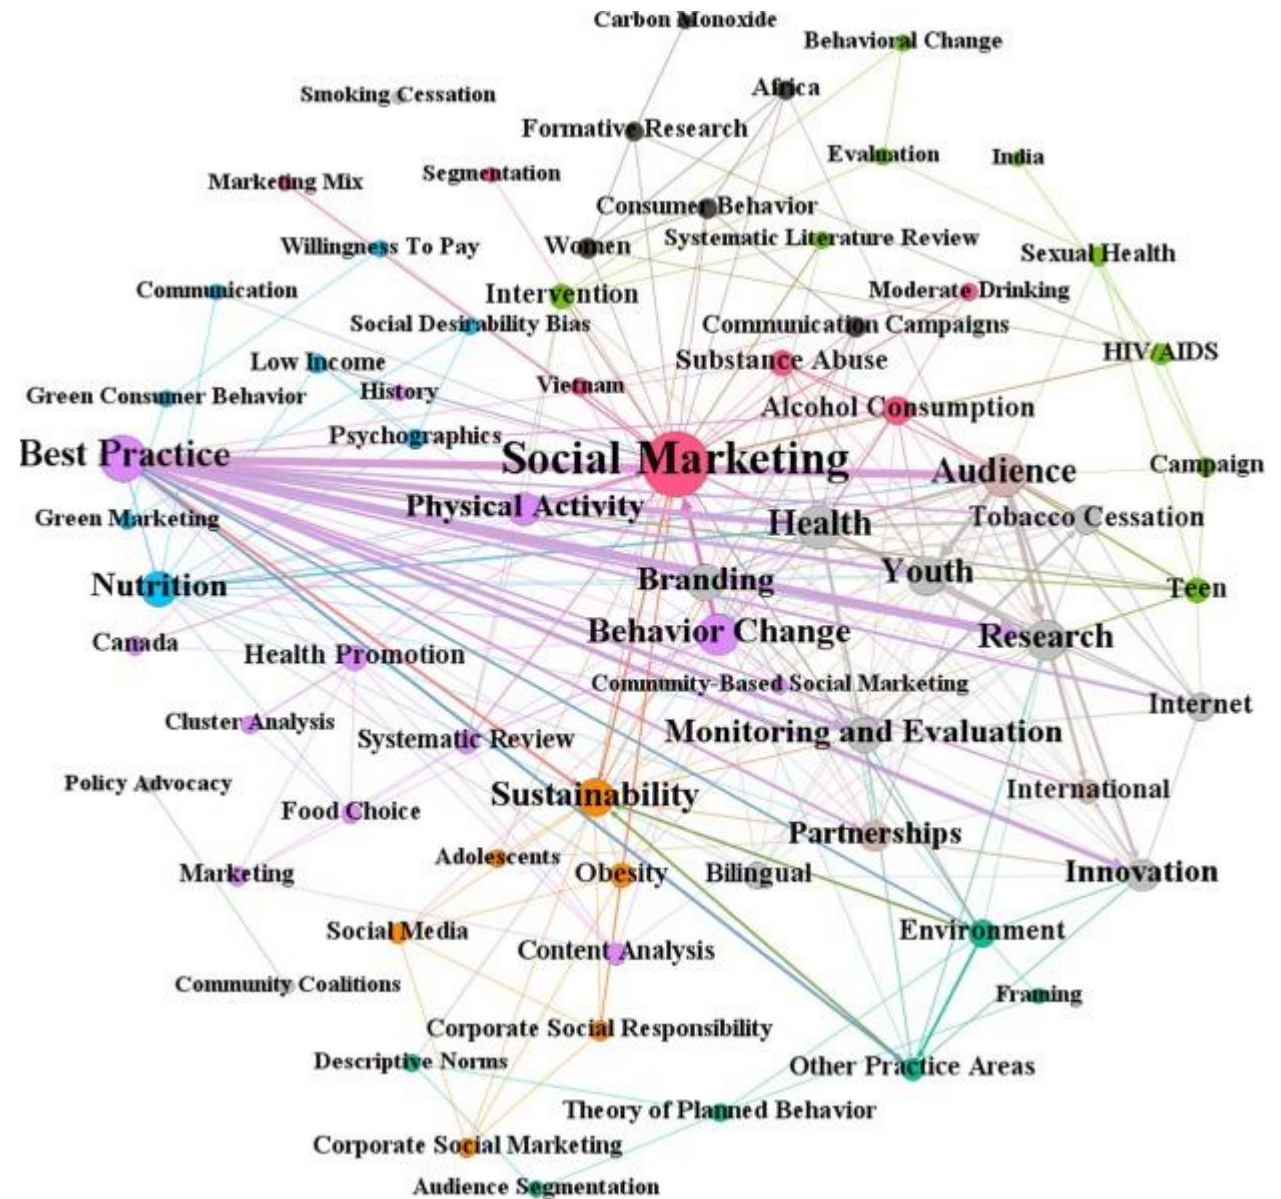 Carbon Monoxide
Behavioral Change
Africa
Smoking Cessation
Formative Research
Evaluation
India
Segmentation
Marketing Mix
Consumer Behavior
Systematic Literature Review
Women
Willingness To Pay
Sexual Health
Communication
Intervention
Moderate Drinking
Social Desirability Bias
Communication Campaigns
HIV/AIDS
Low Income
Substance Abuse
Vietnam
History
Green Consumer Behavior
Alcohol Consumption
Psychographics
Best Practice
Social Marketing
Audience
Campaign
Physical Activity
Green Marketing
Health
Tobacco Cessation
Youth
Branding
Nutrition
Teen
Behavior Change
Research
Canada
Health Promotion
Community-Based Social Marketing
Internet
Cluster Analysis
Systematic Review
Monitoring and Evaluation
Policy Advocacy
Sustainability
International
Food Choice
Partnerships
Adolescents
Marketing
Obesity
Bilingual
Innovation
Social Media
Environment
Content Analysis
Community Coalitions
Framing
Corporate Social Responsibility
Descriptive Norms
Other Practice Areas
Theory of Planned Behavior
Corporate Social Marketing
Audience Segmentation